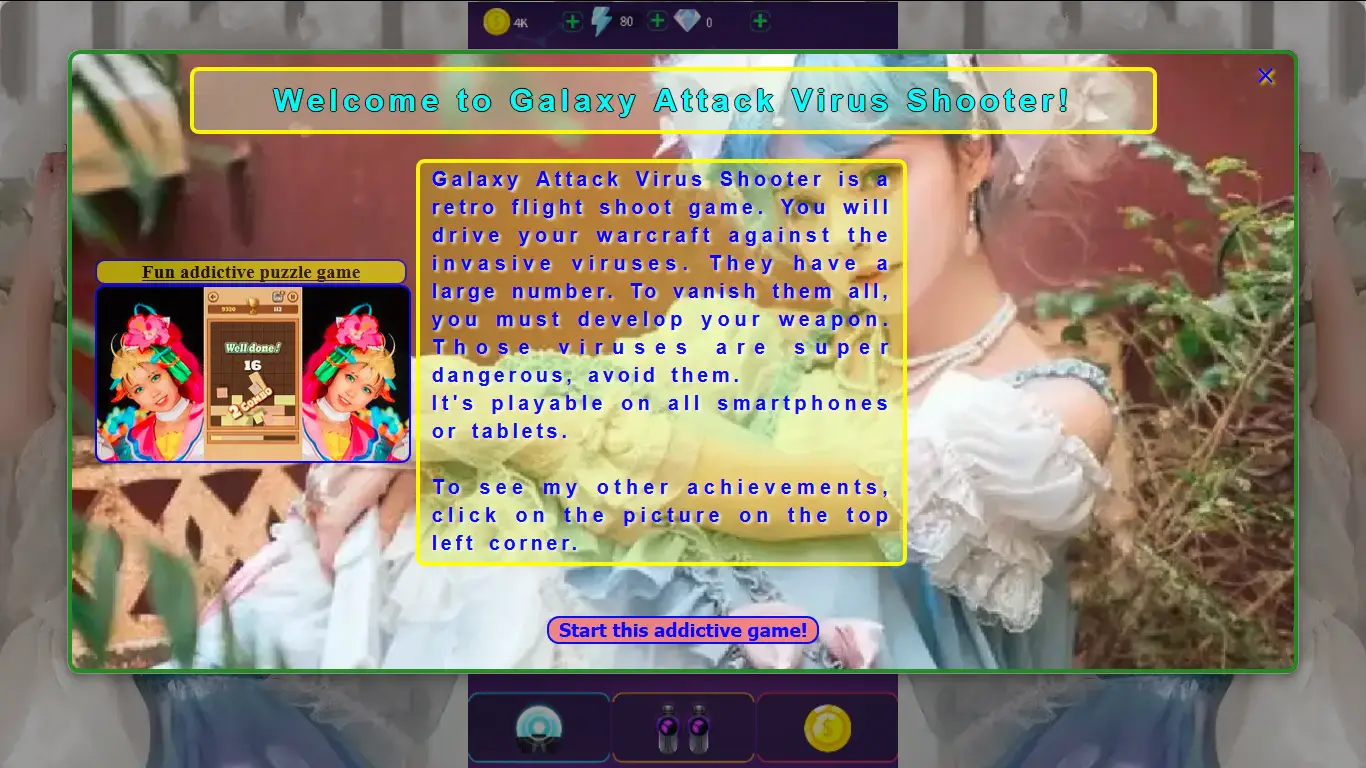 4K 80 0
Welcome to Galaxy Attack Virus Shooter!
Galaxy Attack Virus Shooter is a
retro flight shoot game. You will
drive your warcraft against the
invasive viruses. They have a
large number. To vanish them all,
you must develop your weapon.
Those viruses are super
dangerous, avoid them.
It's playable on all smartphones
or tablets.
To see my other achievements,
click on the picture on the top
left corner.
Fun addictive puzzle game
9320 112
Well done!
16
2 COMBO
Start this addictive game!